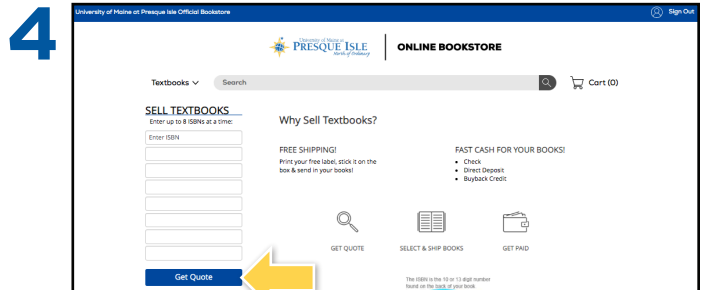 4
University of Maine at Presque Isle Official Bookstore
Sign Out
University of Maine at
PRESQUE ISLE
North of Ordinary
ONLINE BOOKSTORE
Textbooks
Search
Cart (0)
SELL TEXTBOOKS
Enter up to 8 ISBNs at a time:
Enter ISBN
Get Quote
Why Sell Textbooks?
FREE SHIPPING!
Print your free label, stick it on the
box & send in your books!
FAST CASH FOR YOUR BOOKS!
• Check
• Direct Deposit
• Buyback Credit
GET QUOTE
SELECT & SHIP BOOKS
GET PAID
The ISBN is the 10 or 13 digit number
found on the back of your book.